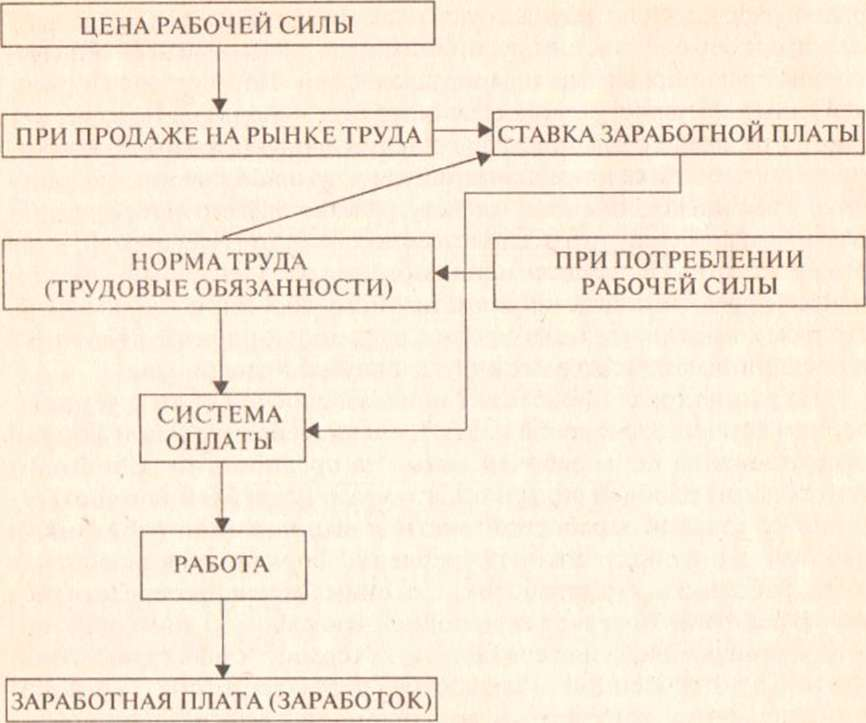 ЦЕНА РАБОЧЕЙ СИЛЫ
ПРИ ПРОДАЖЕ НА РЫНКЕ ТРУДА
СТАВКА ЗАРАБОТНОЙ ПЛАТЫ
НОРМА ТРУДА
(ТРУДОВЫЕ ОБЯЗАННОСТИ)
ПРИ ПОТРЕБЛЕНИИ
РАБОЧЕЙ СИЛЫ
СИСТЕМА
ОПЛАТЫ
РАБОТА
ЗАРАБОТНАЯ ПЛАТА (ЗАРАБОТОК)